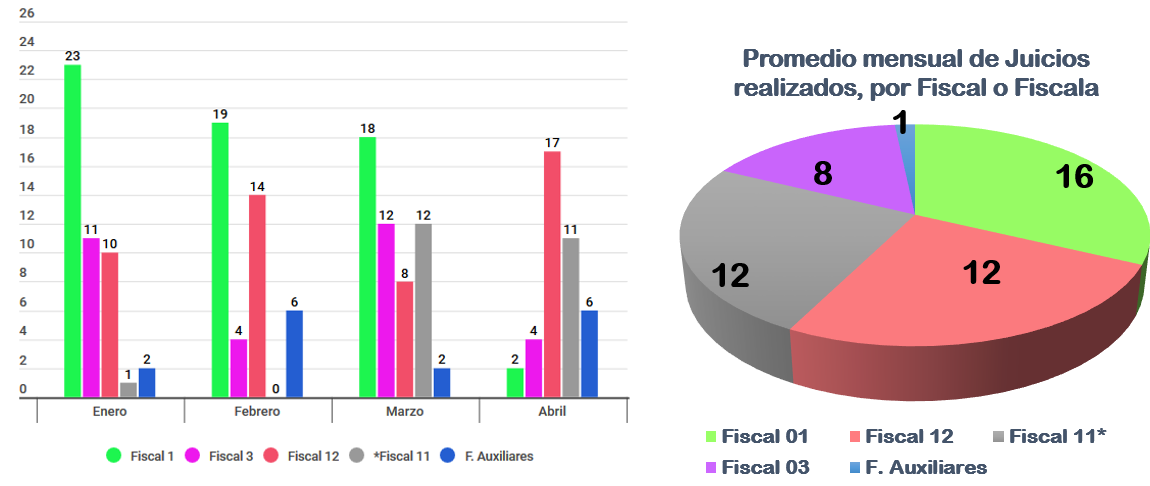 26
24
22
20
18
16
14
12
10
8
6
4
2
0
23 11 10 1 2
19 4 14 0 6
18 12 8 12 2
2 4 17 11 6
Enero Febrero Marzo Abril
Fiscal 1 Fiscal 3 Fiscal 12 *Fiscal 11 F. Auxiliares
Promedio mensual de Juicios
realizados, por Fiscal o Fiscala
1
8 16
12 12
Fiscal 01 Fiscal 12 Fiscal 11*
Fiscal 03 F. Auxiliares